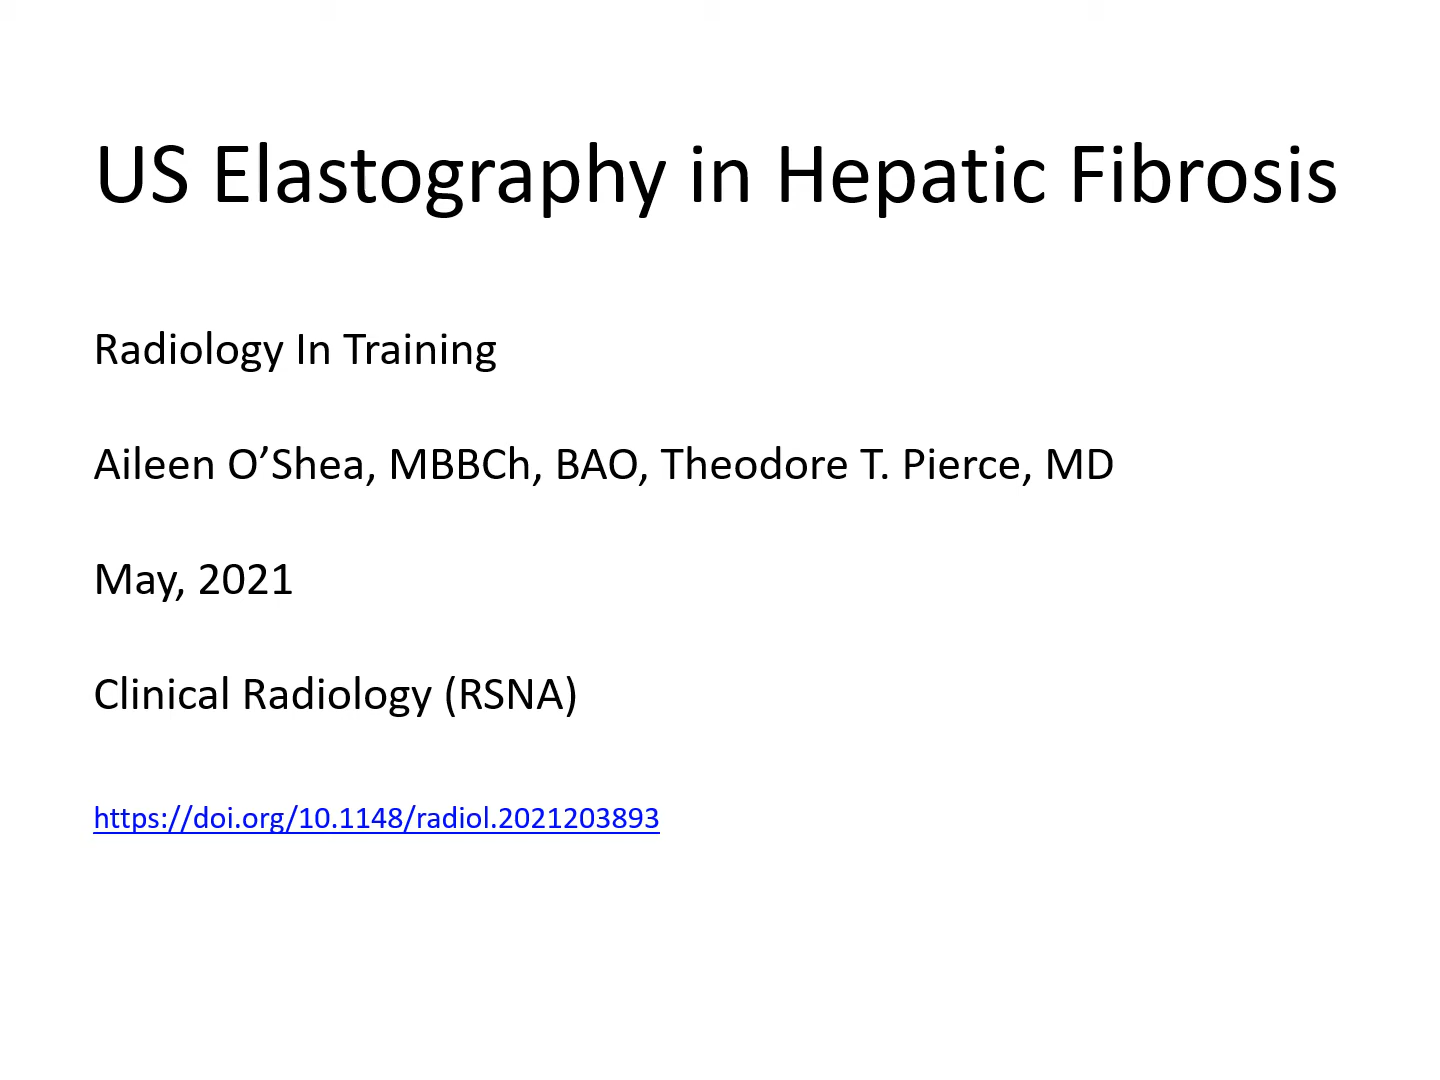 US Elastography in Hepatic Fibrosis
Radiology In Training
Aileen O’Shea, MBBCh, BAO, Theodore T. Pierce, MD
May, 2021
Clinical Radiology (RSNA)
https://doi.org/10.1148/radiol.2021203893